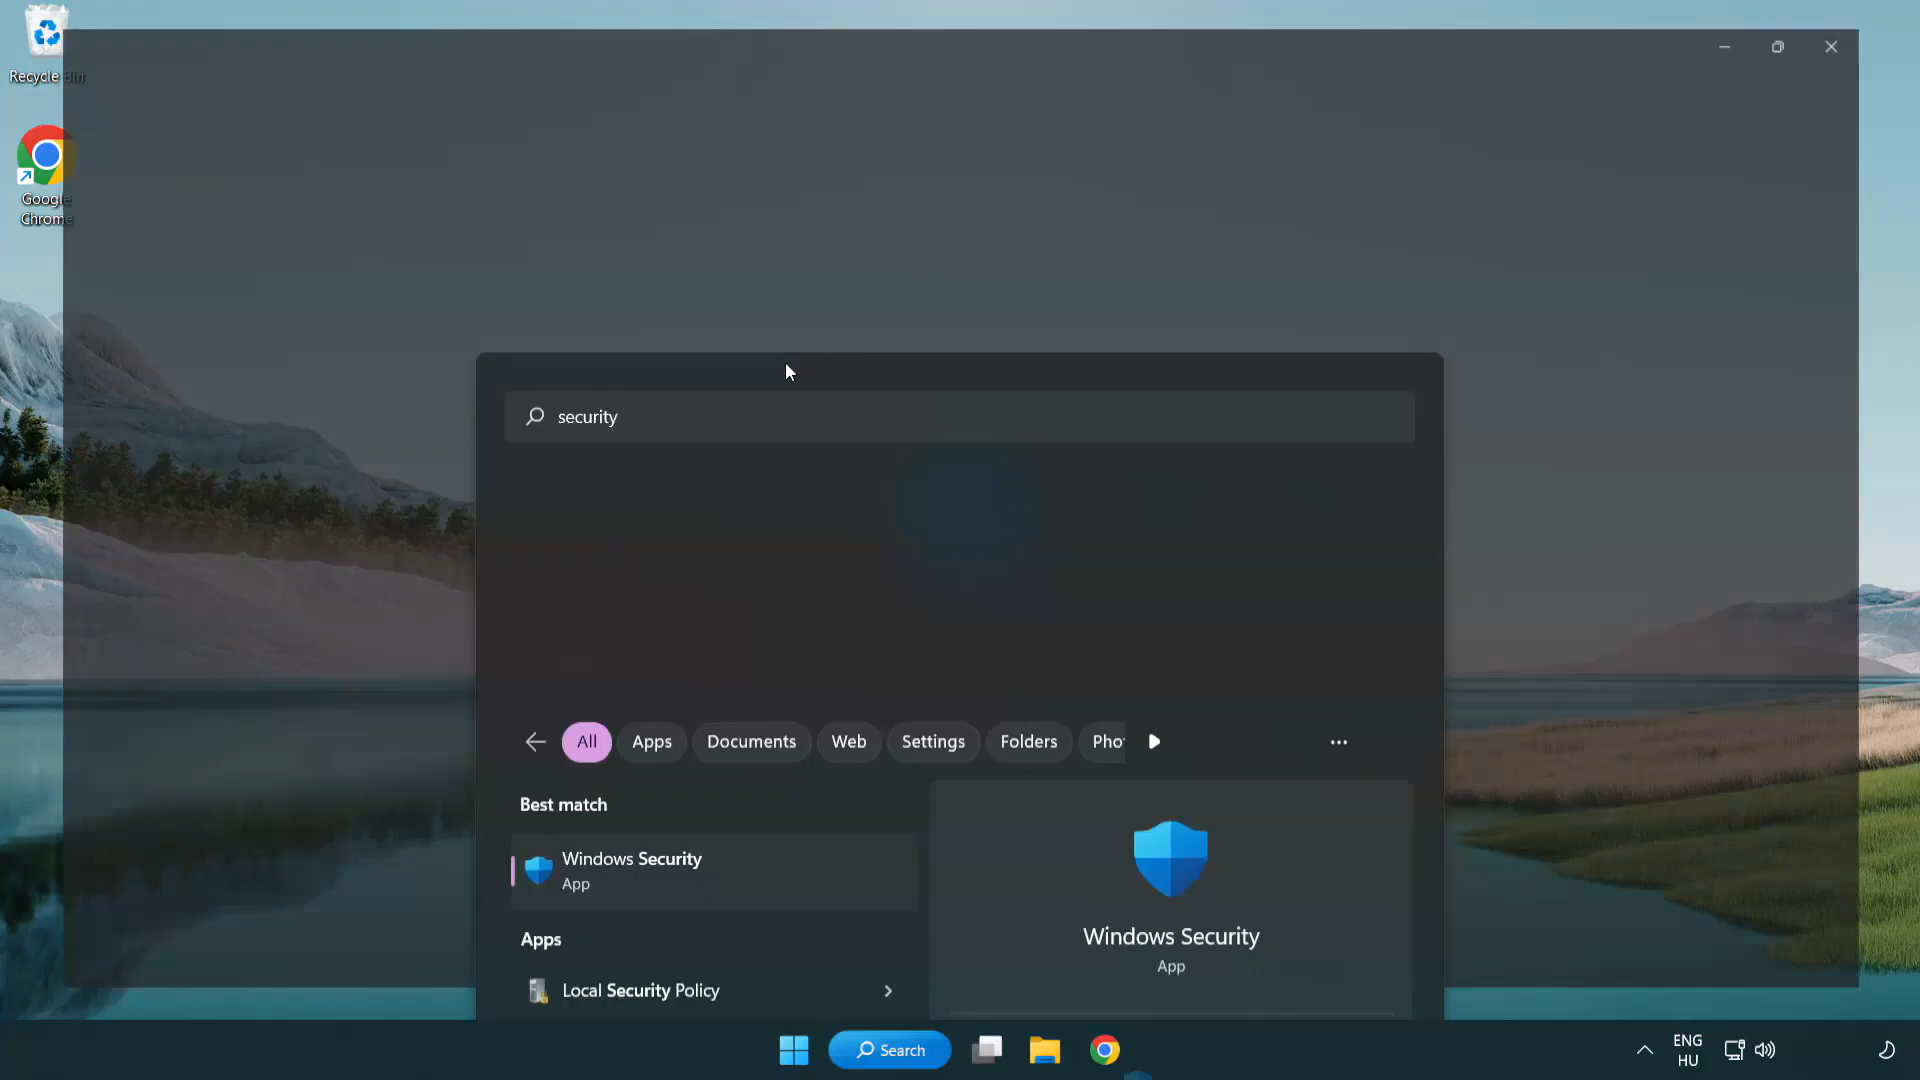 Recycle Bin
Google
Chrome
security
All
Apps
Documents
Web
Settings
Folders
Best match
Windows Security
App
Apps
Local Security Policy
Windows Security
App
Search
ENG
HU